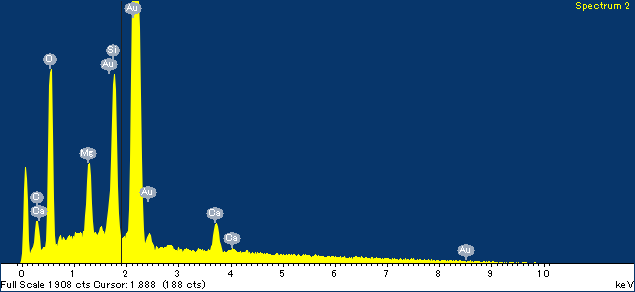 Spectrum 2
Au
Si
O
Au
Mg
Au
C
Ca
Ca
Ca
Au
0 1 2 3 4 5 6 7 8 9 10
Full Scale 1908 cts Cursor: 1.888 (188 cts) keV